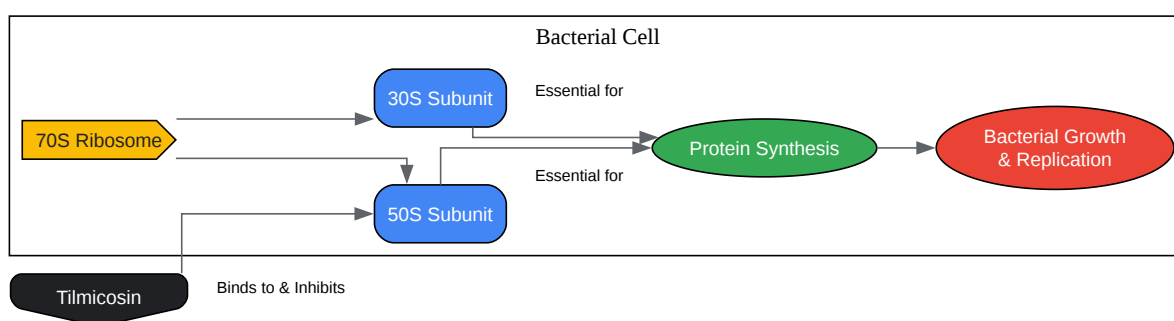 Bacterial Cell
30S Subunit
Essential for
70S Ribosome
Protein Synthesis
Bacterial Growth
& Replication
Essential for
50S Subunit
Tilmicosin
Binds to & Inhibits